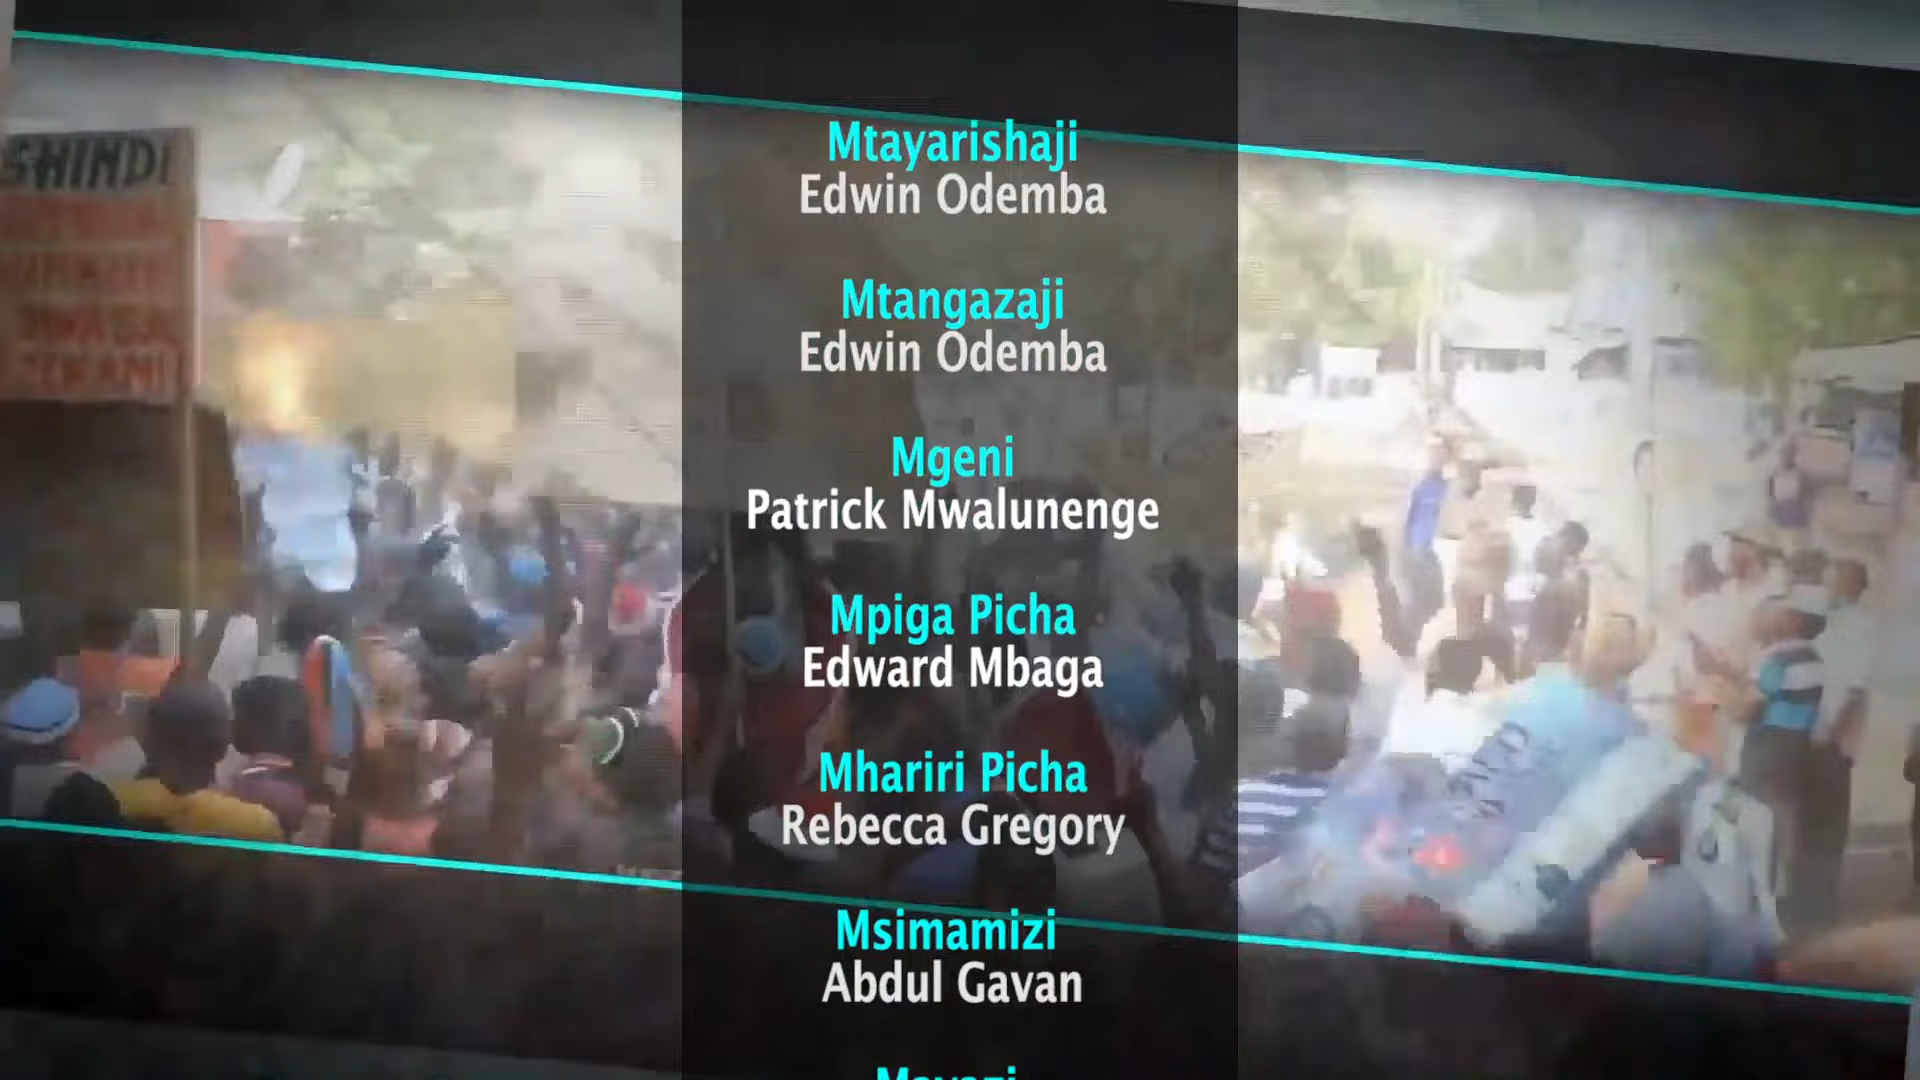 SHINDI
Mtayarishaji
Edwin Odemba
Mtangazaji
Edwin Odemba
Mgeni
Patrick Mwalunenge
Mpiga Picha
Edward Mbaga
Mhariri Picha
Rebecca Gregory
Msimamizi
Abdul Gavan